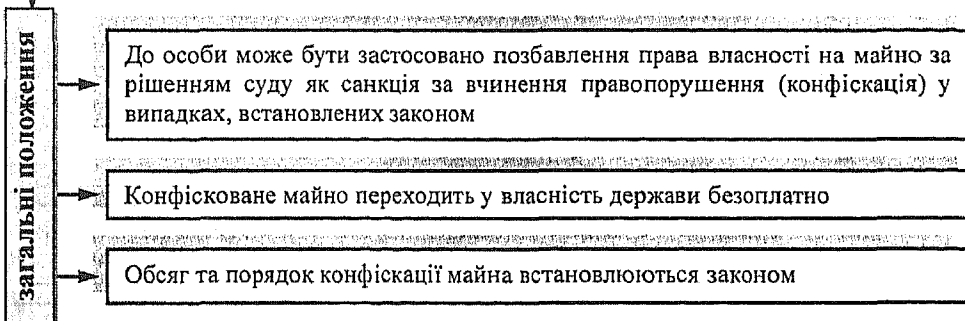 загальні положення
До особи може бути застосовано позбавлення права власності на майно за
рішенням суду як санкція за вчинення правопорушення (конфіскація) у
випадках, встановлених законом
Конфісковане майно переходить у власність держави безоплатно
Обсяг та порядок конфіскації майна встановлюються законом